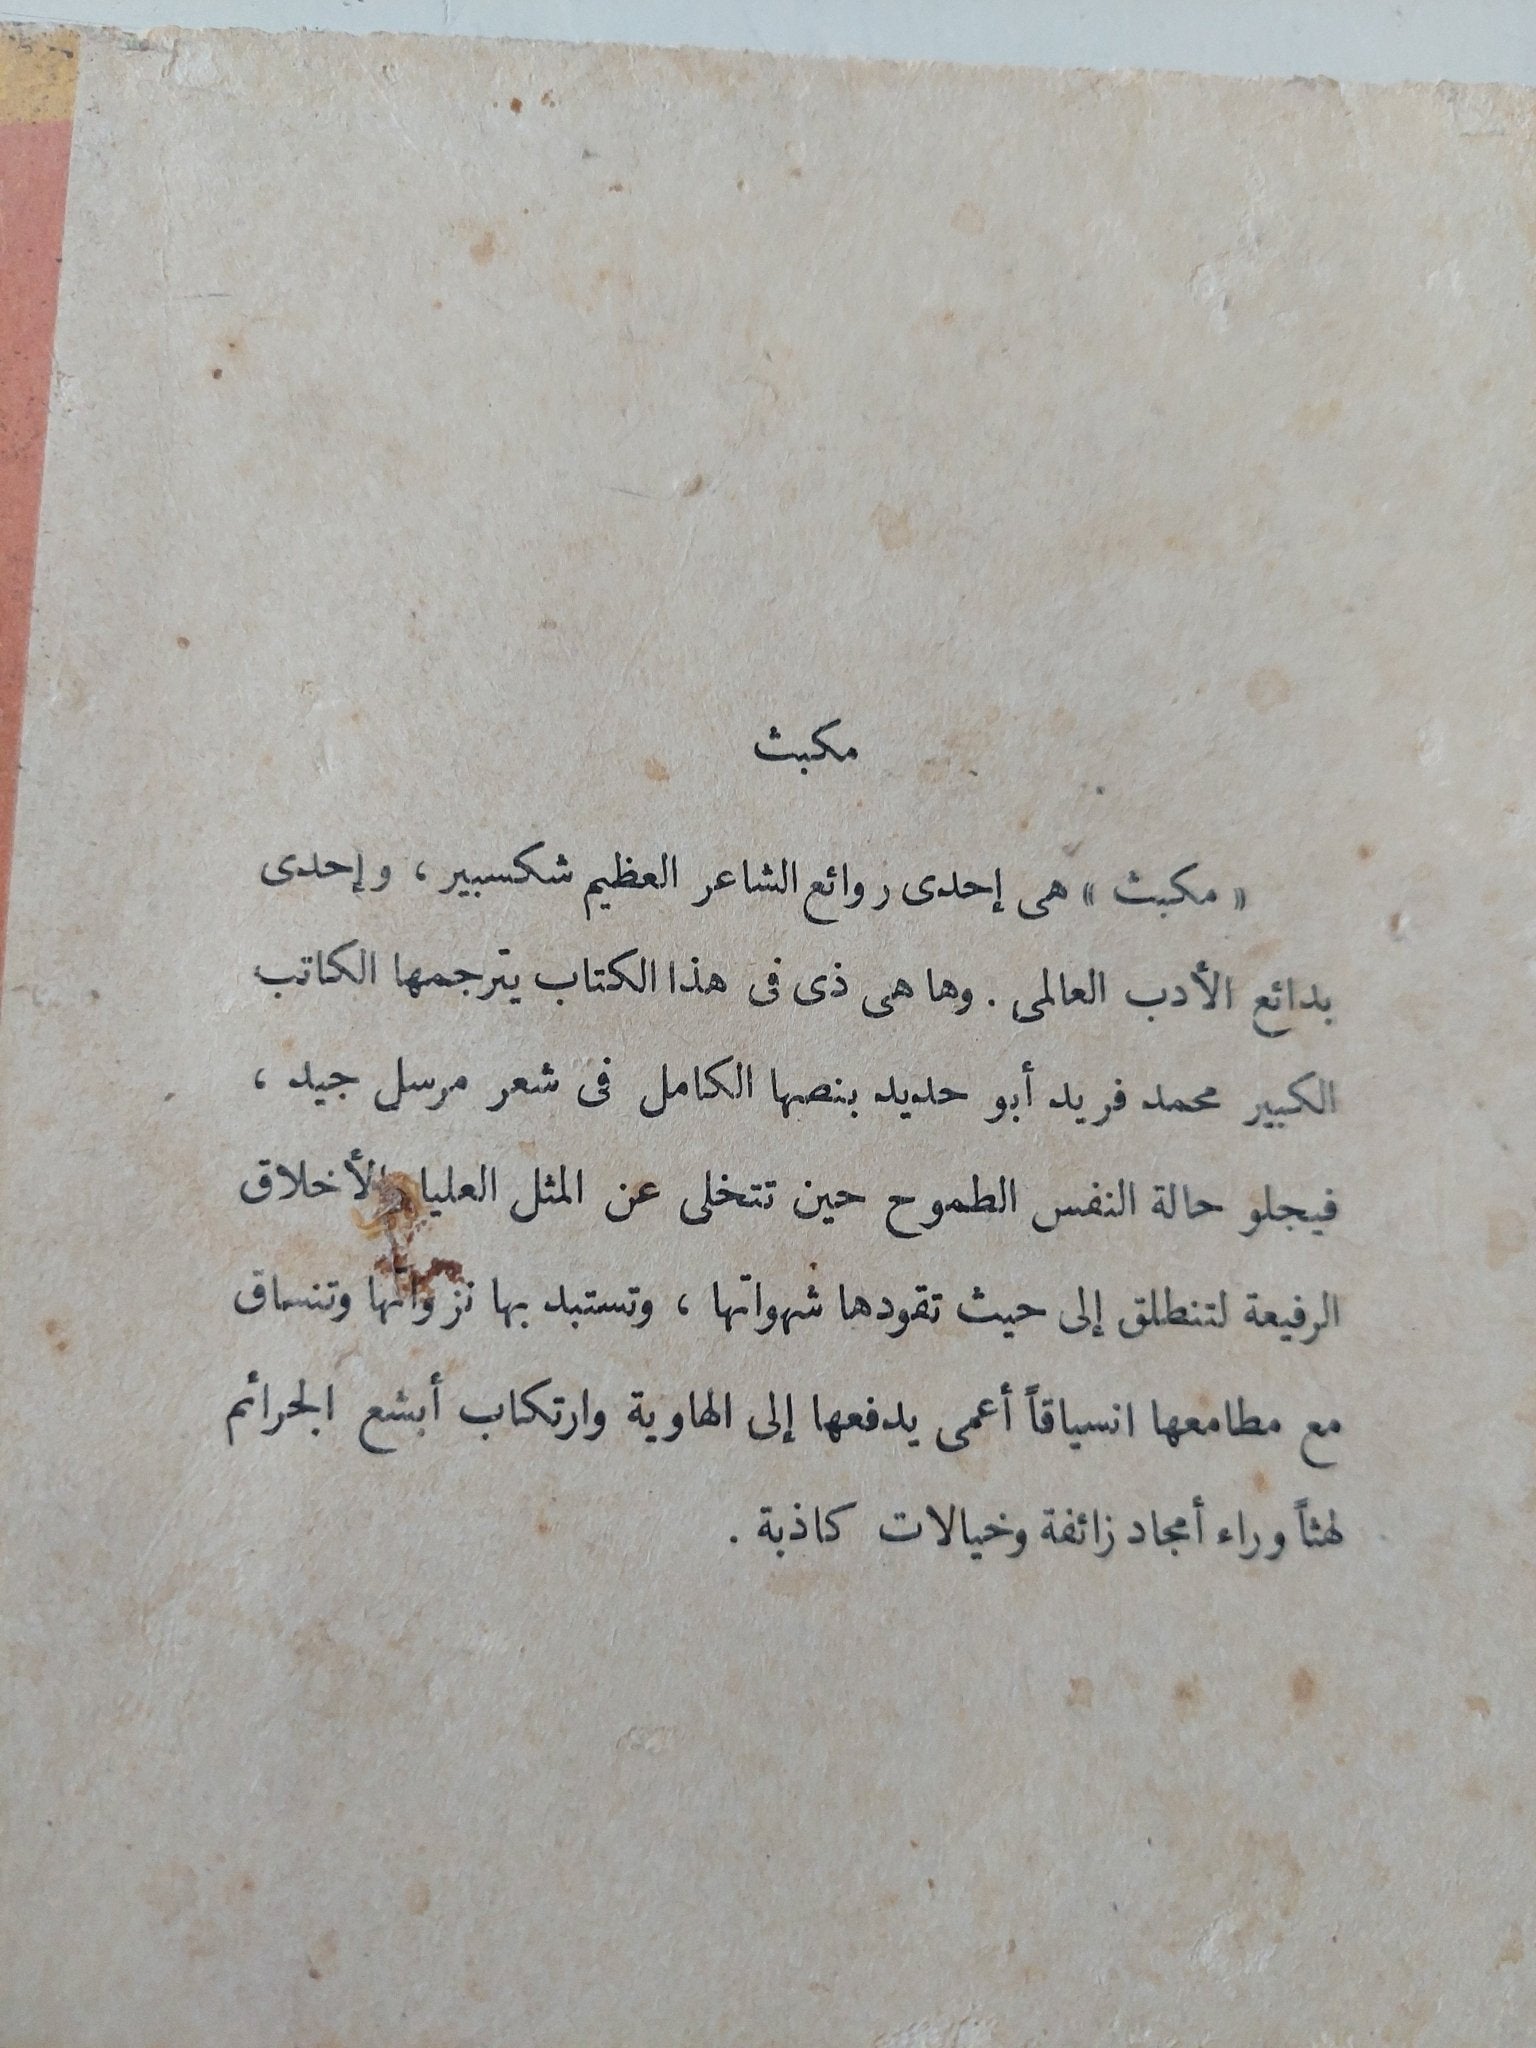 مكبث
« مكبث » هى إحدى روائع الشاعر العظيم شكسبير ، وإحدى
بدائع الأدب العالمى . وها هى ذى فى هذا الكتاب يترجمها الكاتب
الكبير محمد فريد أبو حديد بنصها الكامل فى شعر مرسل جيد ،
فيجلو حالة النفس الطموح حين تتخلى عن المثل العليا والأخلاق
الرفيعة لتنطلق إلى حيث تقودها شهواتها ، وتستبد بها نزواتها وتنساق
مع مطامعها انسياقاً أعمى يدفعها إلى الهاوية وارتكاب أبشع الجرائم
لهثاً وراء أمجاد زائفة وخيالات كاذبة .